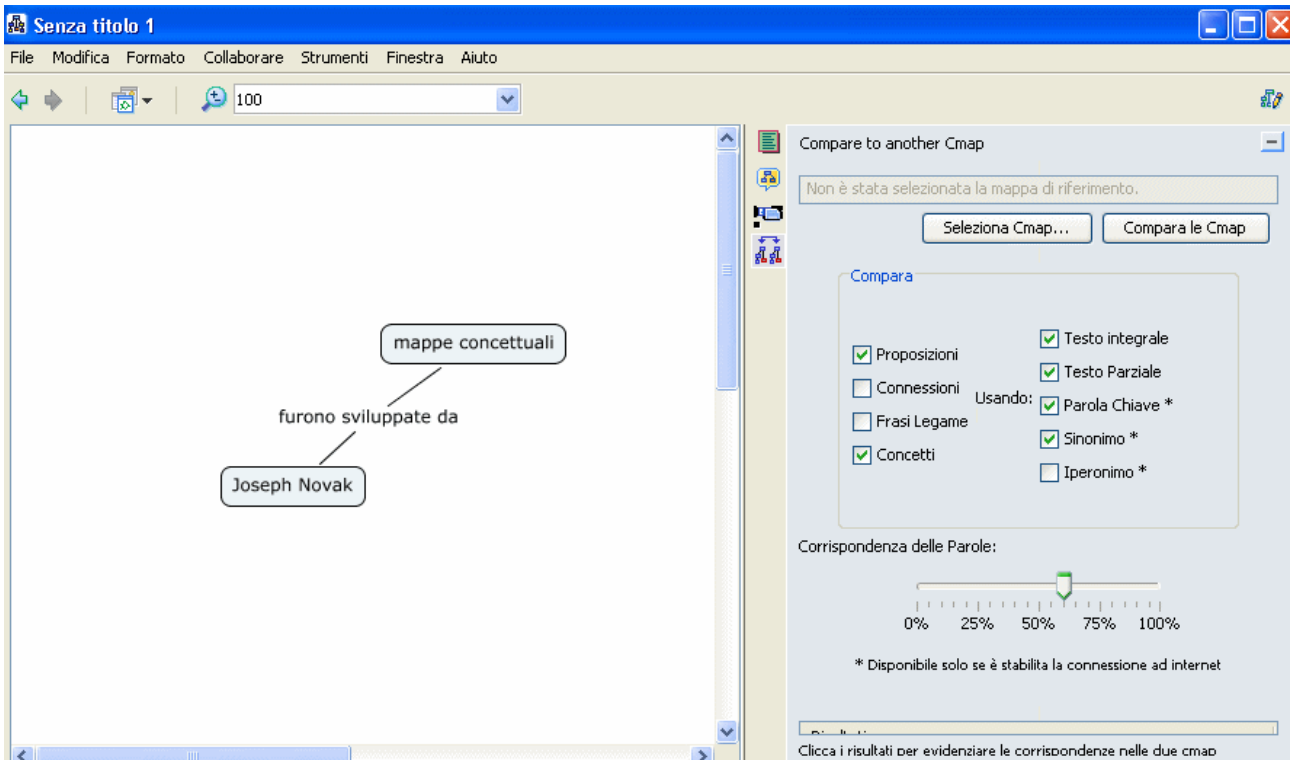 Senza titolo 1
File Modifica Formato Collaborare Strumenti Finestra Aiuto
100
mappe concettuali
furono sviluppate da
Joseph Novak
Compare to another Cmap
Non è stata selezionata la mappa di riferimento.
Seleziona Cmap... Compara le Cmap
Compara
Proposizioni
Connessioni
Frasi Legame
Concetti
Usando:
Testo integrale
Testo Parziale
Parola Chiave *
Sinonimo *
Iperonimo *
Corrispondenza delle Parole:
0% 25% 50% 75% 100%
* Disponibile solo se è stabilita la connessione ad internet
Clicca i risultati per evidenziare le corrispondenze nelle due cmap